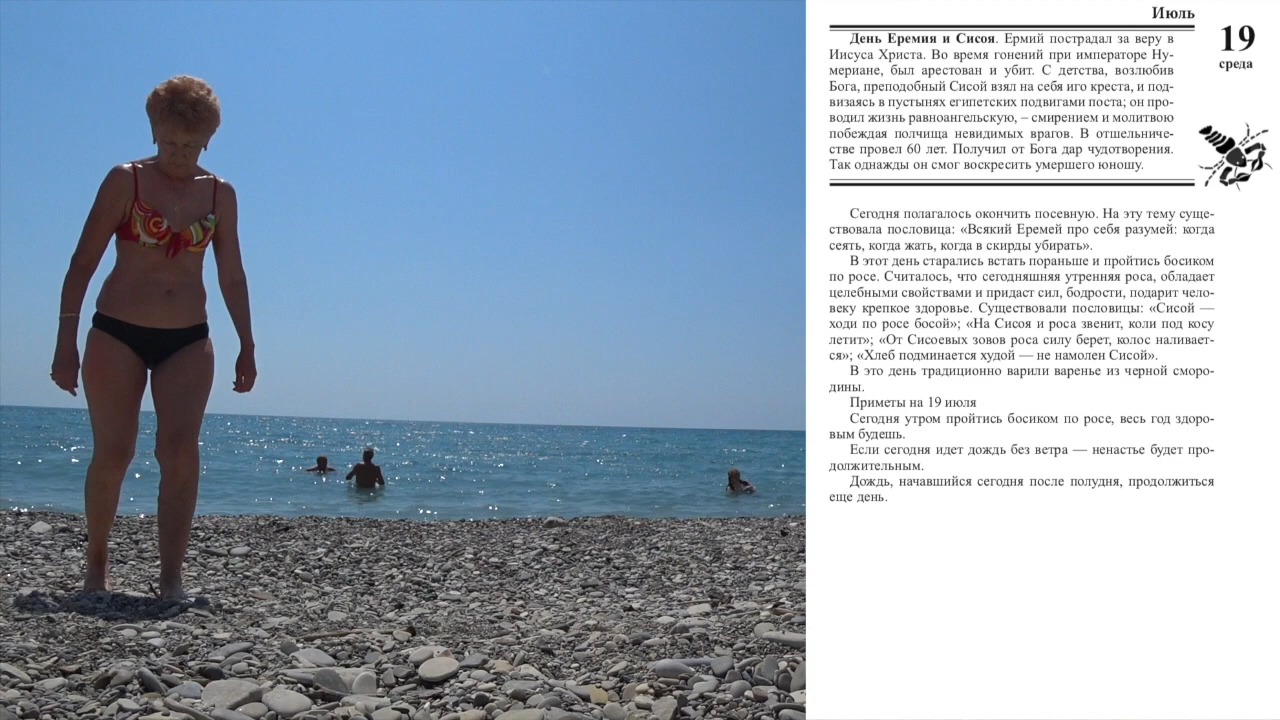 Июль
19
среда
День Еремия и Сисоя. Ермий пострадал за веру в
Иисуса Христа. Во время гонений при императоре Ну-
мериане, был арестован и убит. С детства, возлюбив
Бога, преподобный Сисой взял на себя иго креста, и под-
визаясь в пустынях египетских подвигами поста; он про-
водил жизнь равноангельскую, – смирением и молитвою
побеждая полчища невидимых врагов. В отшельниче-
стве провел 60 лет. Получил от Бога дар чудотворения.
Так однажды он смог воскресить умершего юношу.
Сегодня полагалось окончить посевную. На эту тему суще-
ствовала пословица: «Всякий Еремей про себя разумей: когда
сеять, когда жать, когда в скирды убирать».
В этот день старались встать пораньше и пройтись босиком
по росе. Считалось, что сегодняшняя утренняя роса, обладает
целебными свойствами и придаст сил, бодрости, подарит чело-
веку крепкое здоровье. Существовали пословицы: «Сисой —
ходи по росе босой»; «На Сисоя и роса звенит, коли под косу
летит»; «От Сисоевых зовов роса силу берет, колос наливает-
ся»; «Хлеб подминается худой — не намолен Сисой».
В это день традиционно варили варенье из черной сморо-
дины.
Приметы на 19 июля
Сегодня утром пройтись босиком по росе, весь год здоро-
вым будешь.
Если сегодня идет дождь без ветра — ненастье будет про-
должительным.
Дождь, начавшийся сегодня после полудня, продолжиться
еще день.